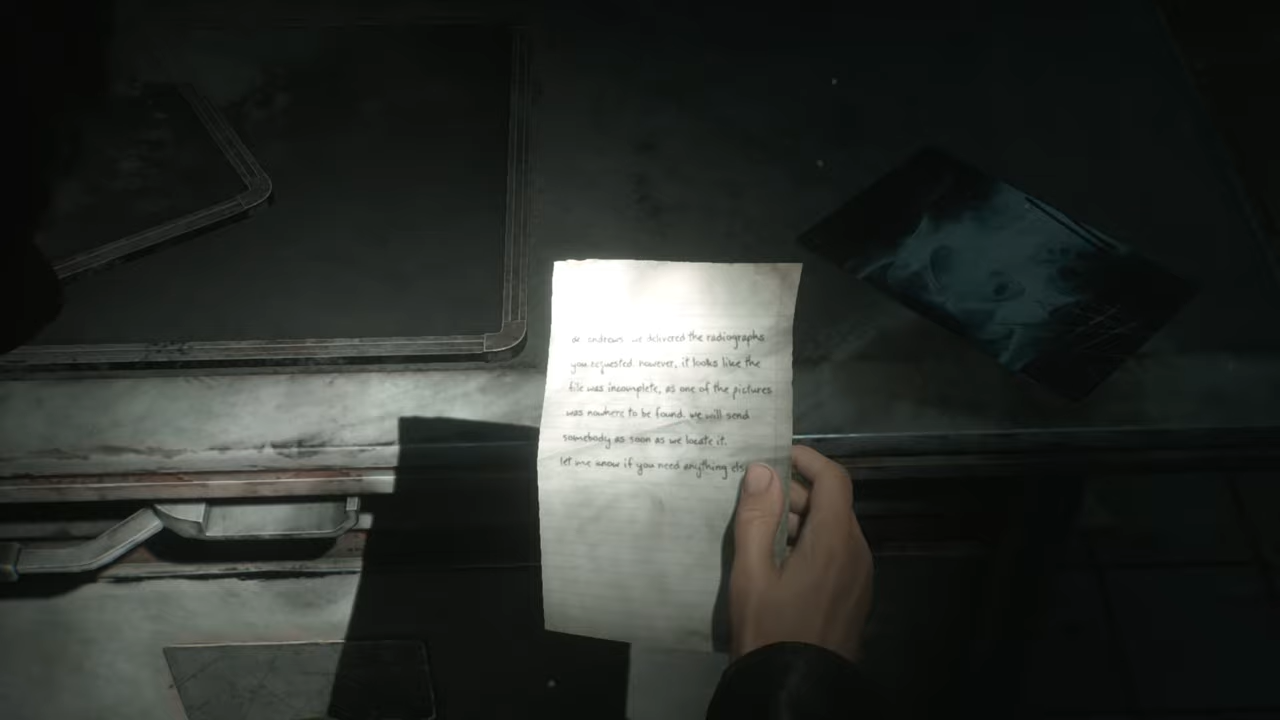 dr andrews we delivered the radiographs
you requested. however, it looks like the
file was incomplete, as one of the pictures
was nowhere to be found. we will send
somebody as soon as we locate it.
let me know if you need anything els